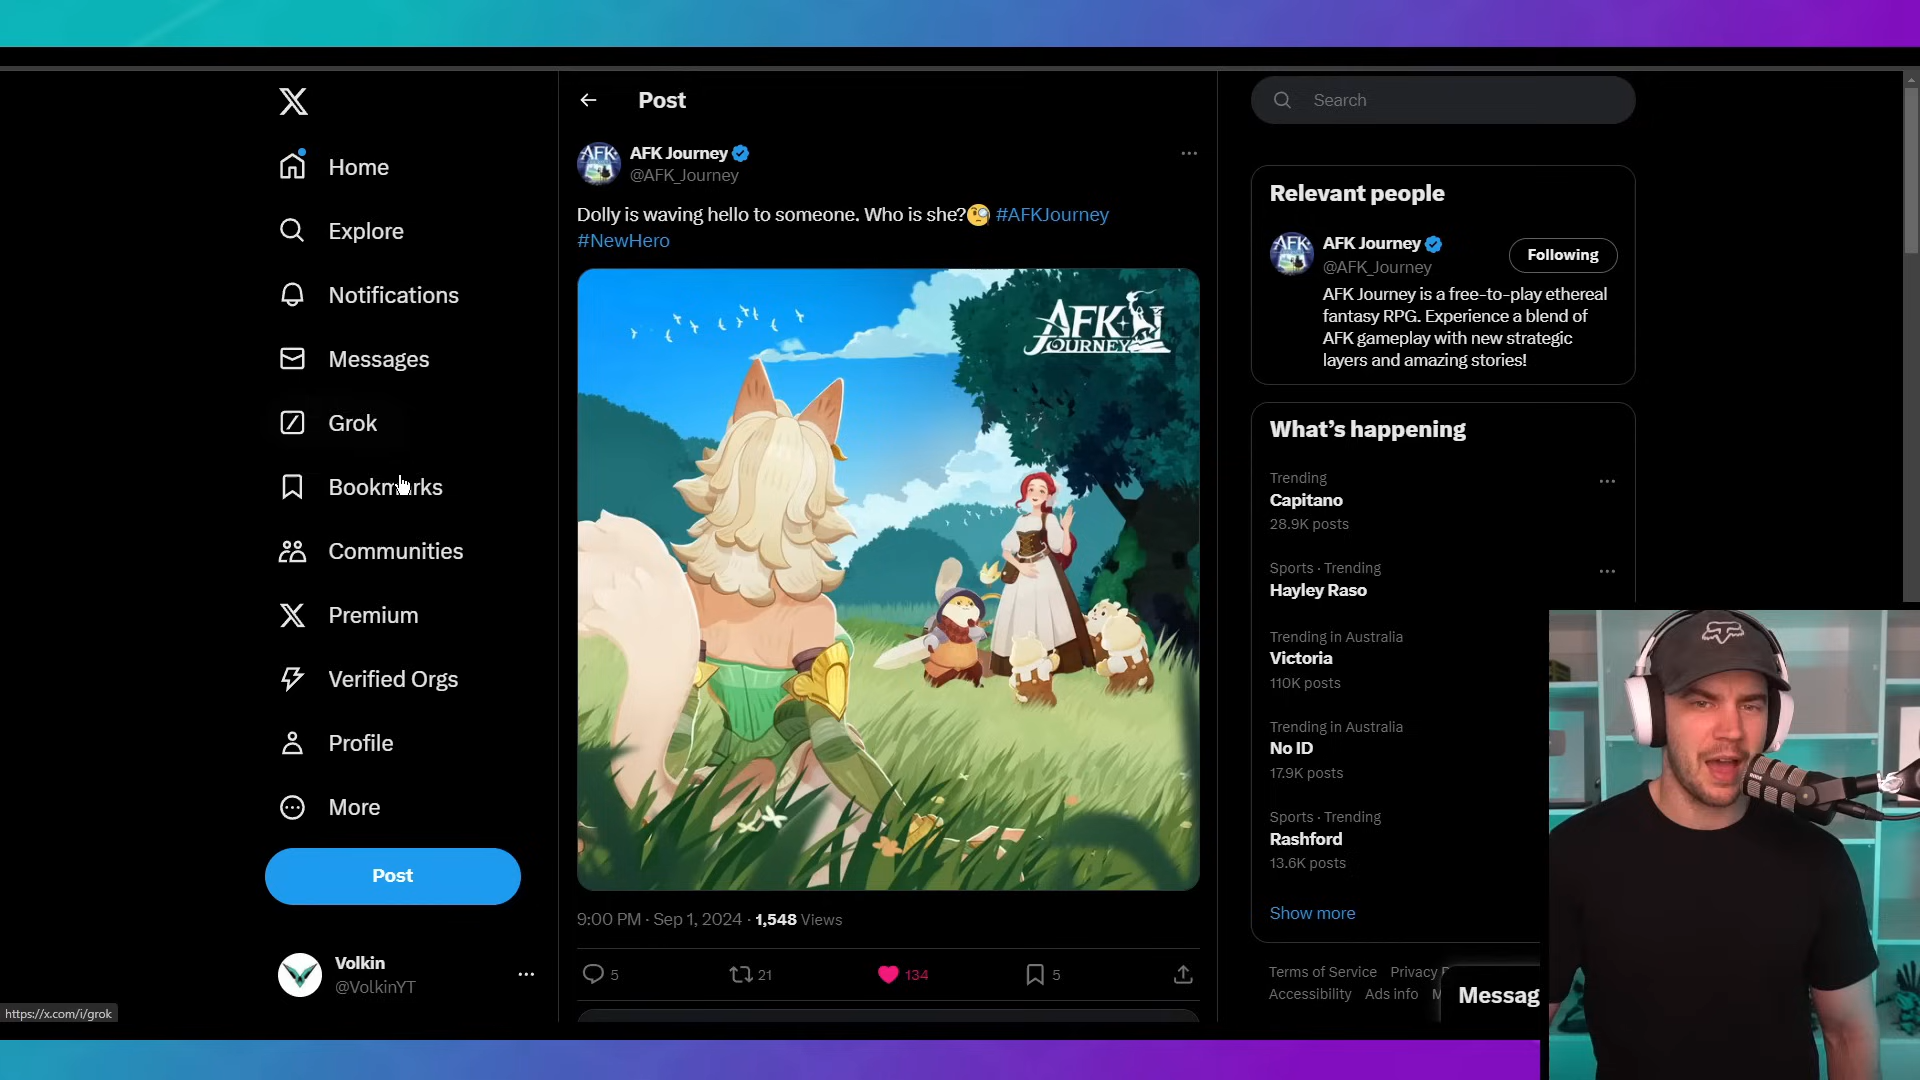 Home
Explore
Notifications
Messages
Grok
Bookmarks
Communities
Premium
Verified Orgs
Profile
More
Post
Volkin
@VolkinYT
https://x.com/i/grok
Post
AFK
AFK Journey
@AFK_Journey
Dolly is waving hello to someone. Who is she?🧐 #AFKJourney
#NewHero
AFK
JOURNEY
9:00 PM · Sep 1, 2024 · 1,548 Views
5
21
134
5
Search
Relevant people
AFK
AFK Journey
@AFK_Journey
Following
AFK Journey is a free-to-play ethereal
fantasy RPG. Experience a blend of
AFK gameplay with new strategic
layers and amazing stories!
What's happening
Trending
Capitano
28.9K posts
Sports · Trending
Hayley Raso
Trending in Australia
Victoria
110K posts
Trending in Australia
No ID
17.9K posts
Sports · Trending
Rashford
13.6K posts
Show more
Terms of Service Privacy P
Accessibility Ads info M
Messag